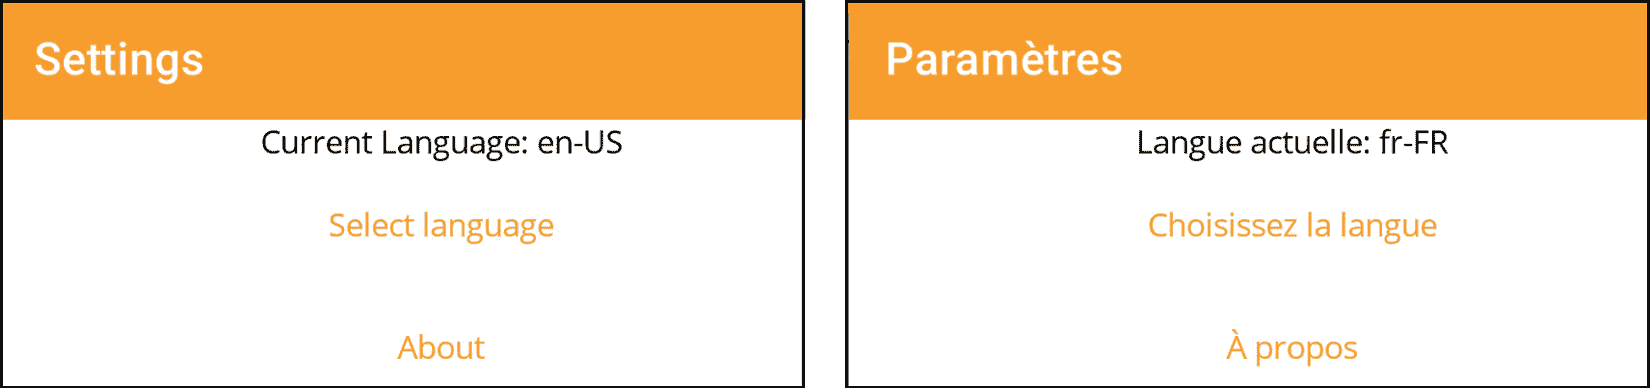 Settings
Current Language: en-US
Select language
About
Paramètres
Langue actuelle: fr-FR
Choisissez la langue
À propos